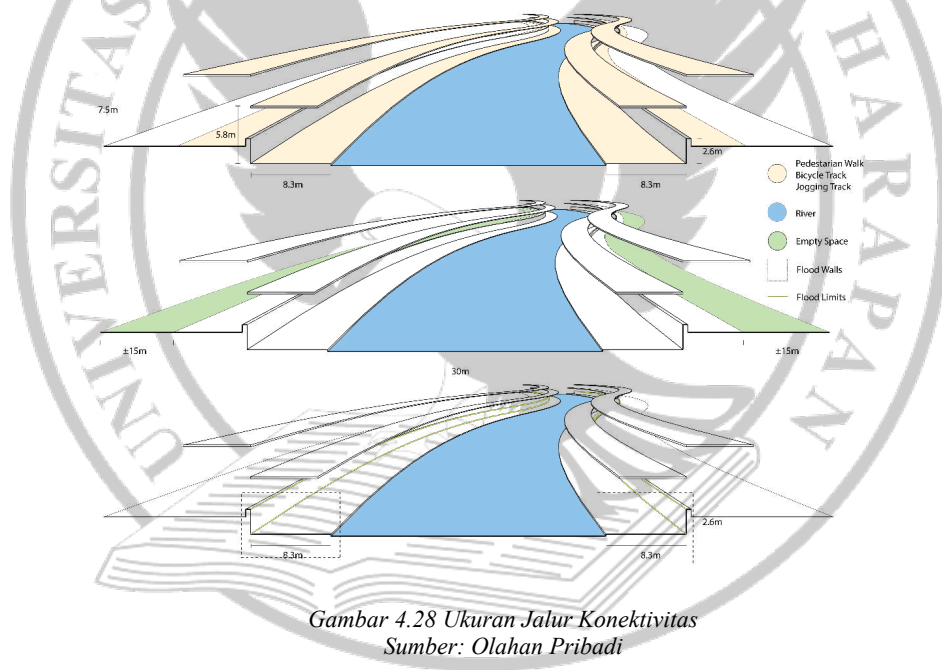 UNIVERSITAS
HARAPAN
7.5m
5.8m
2.6m
8.3m
8.3m
Pedestarian Walk
Bicycle Track
Jogging Track
River
Empty Space
Flood Walls
Flood Limits
±15m
±15m
30m
2.6m
8.3m
8.3m
Gambar 4.28 Ukuran Jalur Konektivitas
Sumber: Olahan Pribadi